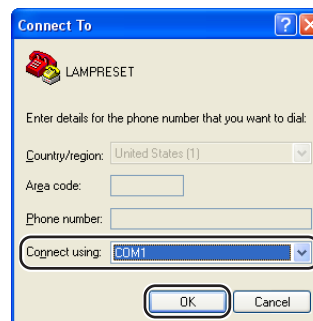 Connect To
LAMPRESET
Enter details for the phone number that you want to dial:
Country/region: United States (1)
Area code:
Phone number:
Connect using: COM1
OK Cancel